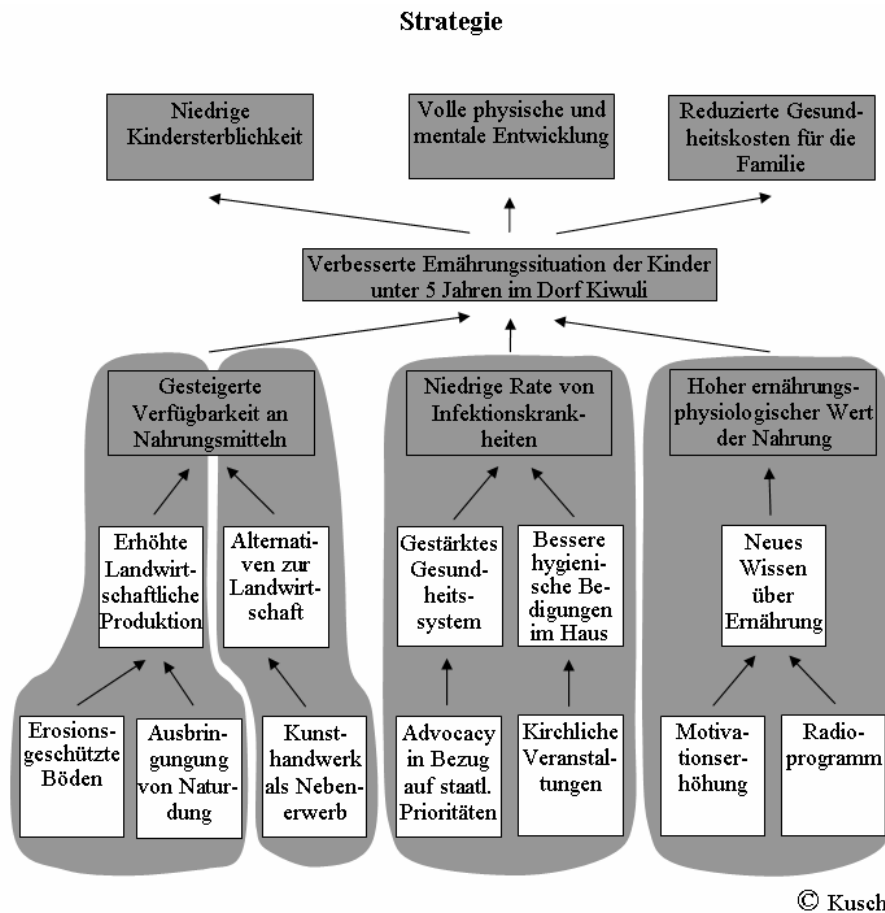 Strategie
Niedrige
Kindersterblichkeit
Volle physische und
mentale Entwicklung
Reduzierte Gesund-
heitskosten für die
Familie
Verbesserte Ernährungssituation der Kinder
unter 5 Jahren im Dorf Kiwuli
Gesteigerte
Verfügbarkeit an
Nahrungsmitteln
Niedrige Rate von
Infektionskrank-
heiten
Hoher ernährungs-
physiologischer Wert
der Nahrung
Erhöhte
Landwirt-
schaftliche
Produktion
Alternati-
ven zur
Landwirt-
schaft
Gestärktes
Gesund-
heits-
system
Bessere
hygieni-
sche Be-
digungen
im Haus
Neues
Wissen
über
Ernährung
Erosions-
geschützte
Böden
Ausbrin-
gungung
von Natur-
dung
Kunst-
handwerk
als Neben-
erwerb
Advocacy
in Bezug
auf staatl.
Prioritäten
Kirchliche
Veranstal-
tungen
Motiva-
tionser-
höhung
Radio-
programm
© Kusch